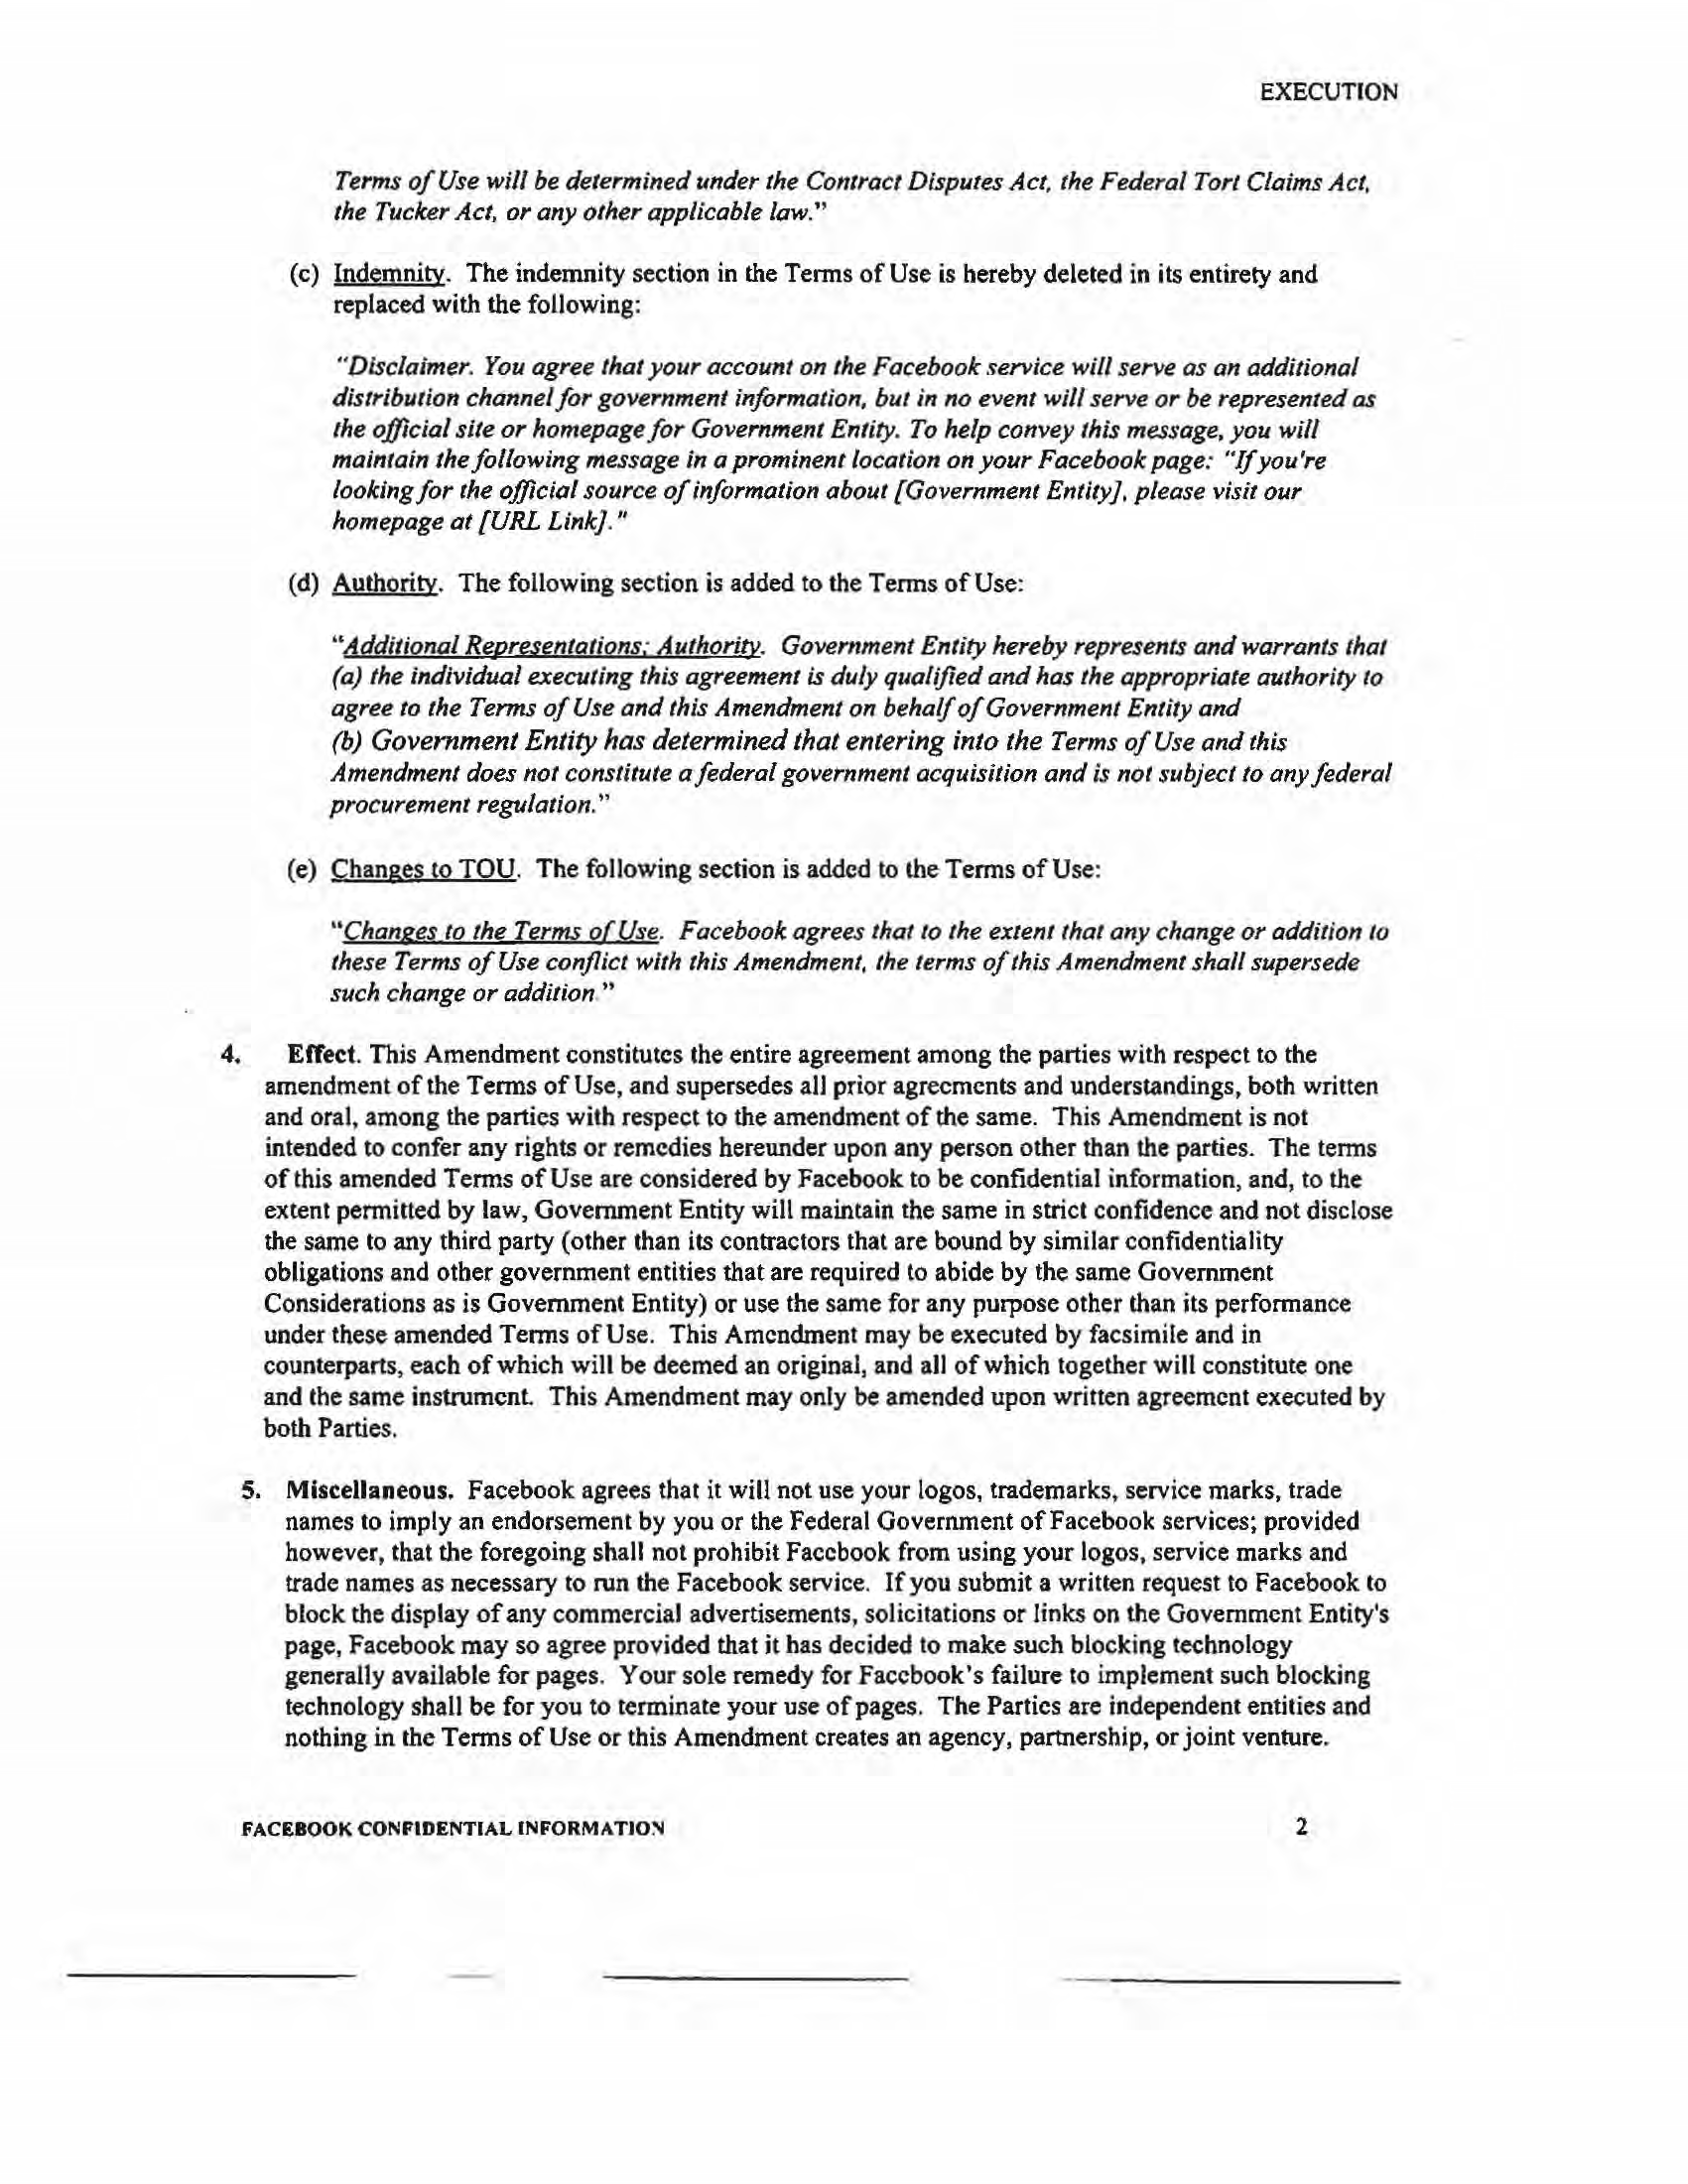 EXECUTION
Terms of Use will be determined under the Contract Disputes Act, the Federal Tort Claims Act,
the Tucker Act, or any other applicable law.”
(c) Indemnity. The indemnity section in the Terms of Use is hereby deleted in its entirety and
replaced with the following:
“Disclaimer. You agree that your account on the Facebook service will serve as an additional
distribution channel for government information, but in no event will serve or be represented as
the official site or homepage for Government Entity. To help convey this message, you will
maintain the following message in a prominent location on your Facebook page: "If you're
looking for the official source of information about [Government Entity], please visit our
homepage at [URL Link]."
(d) Authority. The following section is added to the Terms of Use:
“Additional Representations; Authority. Government Entity hereby represents and warrants that
(a) the individual executing this agreement is duly qualified and has the appropriate authority to
agree to the Terms of Use and this Amendment on behalf of Government Entity and
(b) Government Entity has determined that entering into the Terms of Use and this
Amendment does not constitute a federal government acquisition and is not subject to any federal
procurement regulation.”
(e) Changes to TOU. The following section is added to the Terms of Use:
“Changes to the Terms of Use. Facebook agrees that to the extent that any change or addition to
these Terms of Use conflict with this Amendment, the terms of this Amendment shall supersede
such change or addition.”
4. Effect. This Amendment constitutes the entire agreement among the parties with respect to the
amendment of the Terms of Use, and supersedes all prior agreements and understandings, both written
and oral, among the parties with respect to the amendment of the same. This Amendment is not
intended to confer any rights or remedies hereunder upon any person other than the parties. The terms
of this amended Terms of Use are considered by Facebook to be confidential information, and, to the
extent permitted by law, Government Entity will maintain the same in strict confidence and not disclose
the same to any third party (other than its contractors that are bound by similar confidentiality
obligations and other government entities that are required to abide by the same Government
Considerations as is Government Entity) or use the same for any purpose other than its performance
under these amended Terms of Use. This Amendment may be executed by facsimile and in
counterparts, each of which will be deemed an original, and all of which together will constitute one
and the same instrument. This Amendment may only be amended upon written agreement executed by
both Parties.
5. Miscellaneous. Facebook agrees that it will not use your logos, trademarks, service marks, trade
names to imply an endorsement by you or the Federal Government of Facebook services; provided
however, that the foregoing shall not prohibit Facebook from using your logos, service marks and
trade names as necessary to run the Facebook service. If you submit a written request to Facebook to
block the display of any commercial advertisements, solicitations or links on the Government Entity's
page, Facebook may so agree provided that it has decided to make such blocking technology
generally available for pages. Your sole remedy for Facebook's failure to implement such blocking
technology shall be for you to terminate your use of pages. The Parties are independent entities and
nothing in the Terms of Use or this Amendment creates an agency, partnership, or joint venture.
FACEBOOK CONFIDENTIAL INFORMATION 2